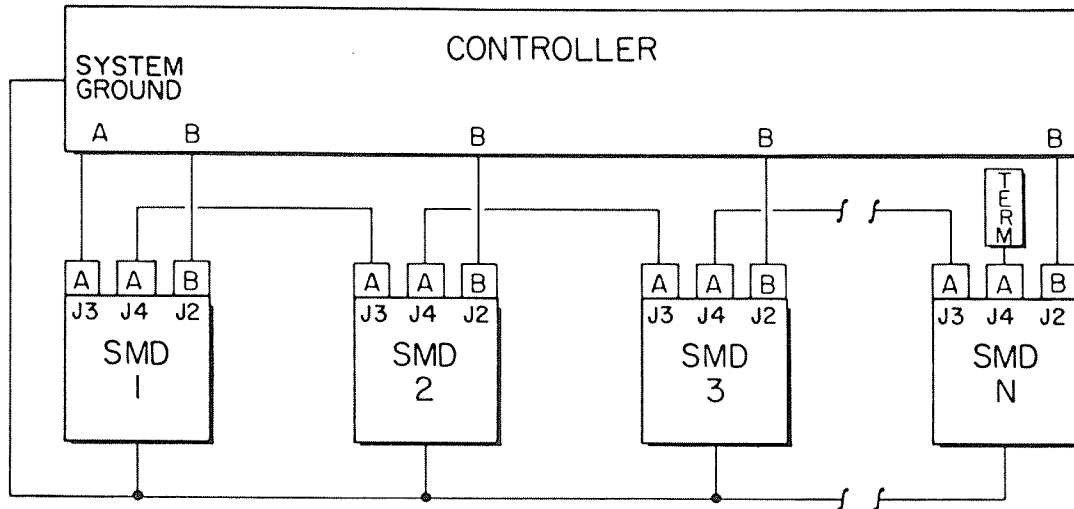 CONTROLLER
SYSTEM
GROUND
A B B B B
T
E
R
M
A A B A A B A A B A A B
J3 J4 J2 J3 J4 J2 J3 J4 J2 J3 J4 J2
SMD SMD SMD SMD
1 2 3 N